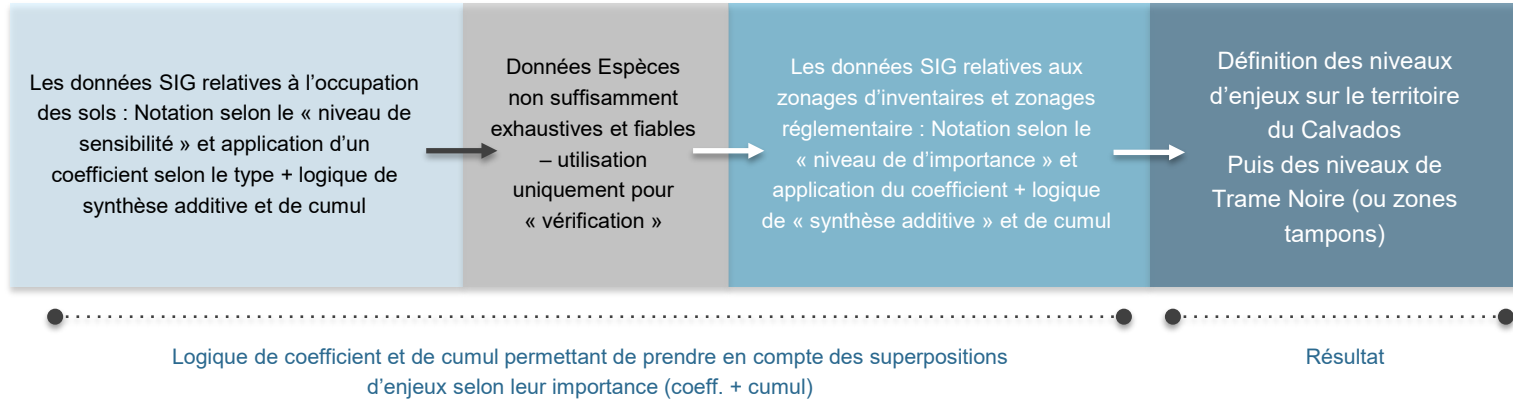 Les données SIG relatives à l’occupation
des sols : Notation selon le « niveau de
sensibilité » et application d’un
coefficient selon le type + logique de
synthèse additive et de cumul
Données Espèces
non suffisamment
exhaustives et fiables
– utilisation
uniquement pour
« vérification »
Les données SIG relatives aux
zonages d’inventaires et zonages
réglementaire : Notation selon le
« niveau de d’importance » et
application du coefficient + logique
de « synthèse additive » et de cumul
Définition des niveaux
d’enjeux sur le territoire
du Calvados
Puis des niveaux de
Trame Noire (ou zones
tampons)
Logique de coefficient et de cumul permettant de prendre en compte des superpositions
d’enjeux selon leur importance (coeff. + cumul)
Résultat